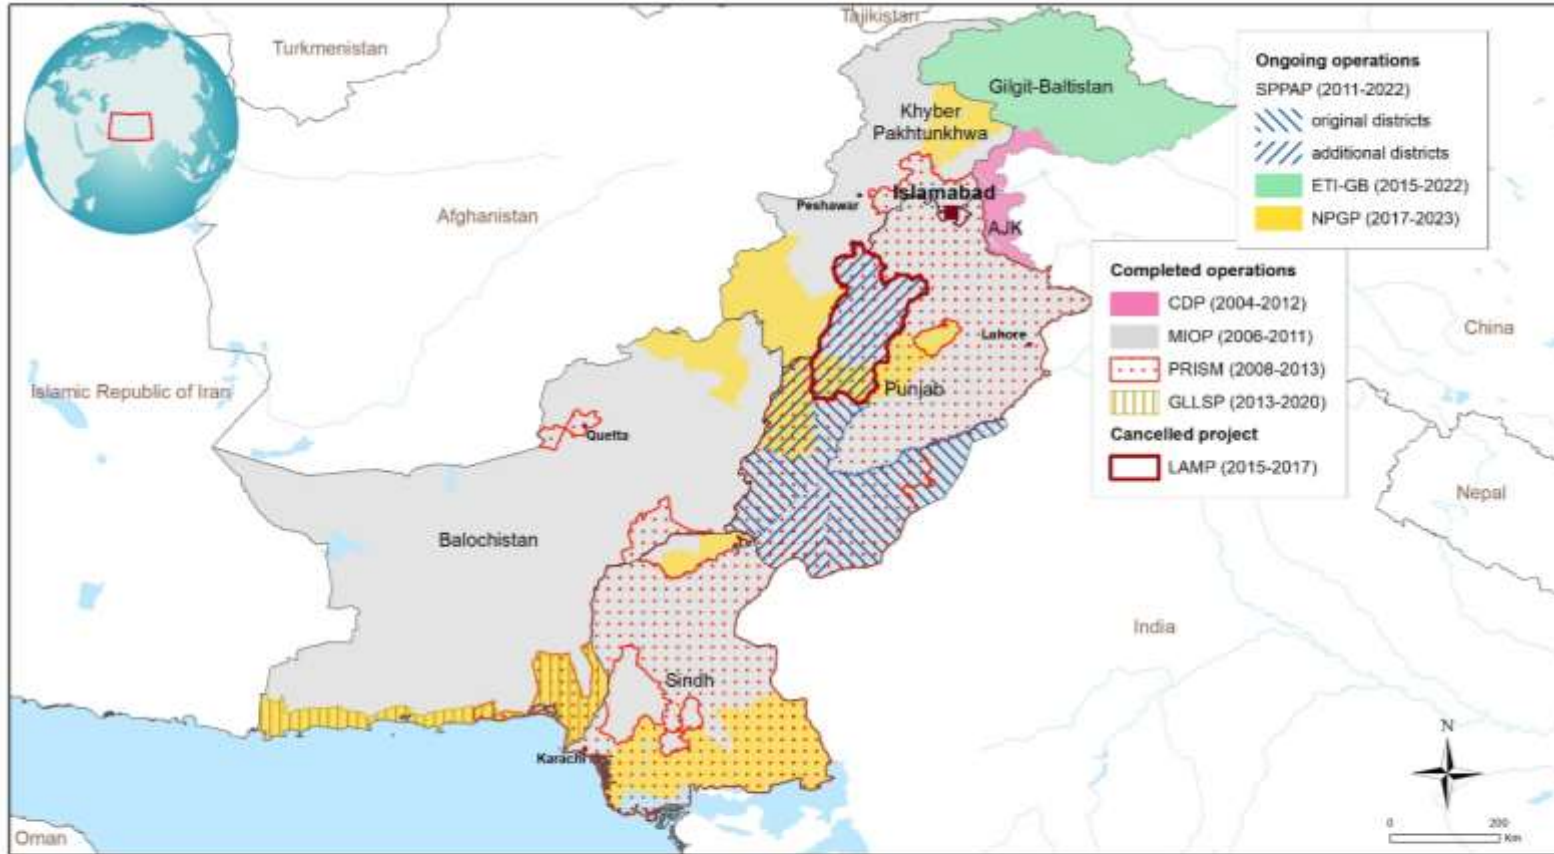 Tajikistan
Turkmenistan
Gilgit-Baltistan
Khyber
Pakhtunkhwa
Islamabad
Peshawar
AJK
Afghanistan
Lahore
China
Islamic Republic of Iran
Punjab
Quetta
Nepal
Balochistan
India
Sindh
Karachi
Oman
Ongoing operations
SPPAP (2011-2022)
original districts
additional districts
ETI-GB (2015-2022)
NPGP (2017-2023)
Completed operations
CDP (2004-2012)
MIOP (2006-2011)
PRISM (2008-2013)
GLLSP (2013-2020)
Cancelled project
LAMP (2015-2017)
N
0 200
Km